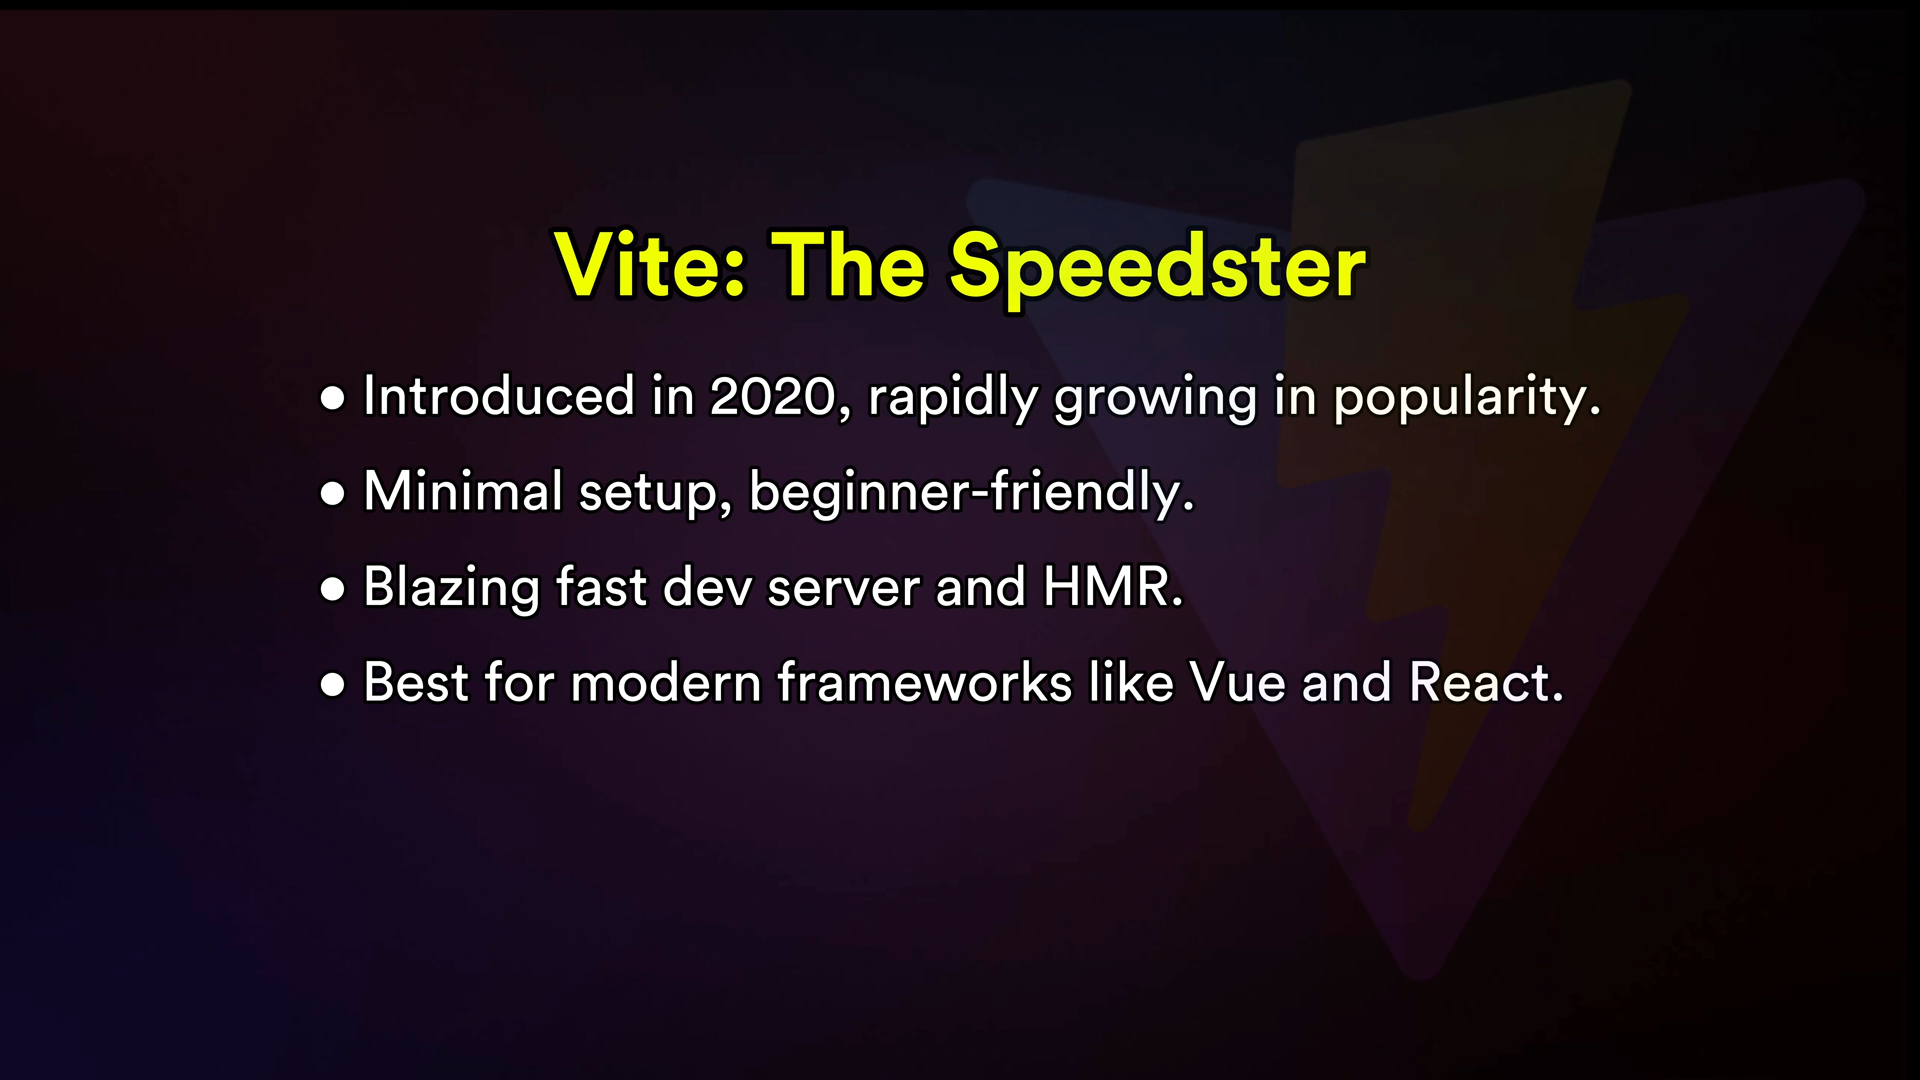 Vite: The Speedster
● Introduced in 2020, rapidly growing in popularity.
● Minimal setup, beginner-friendly.
● Blazing fast dev server and HMR.
● Best for modern frameworks like Vue and React.